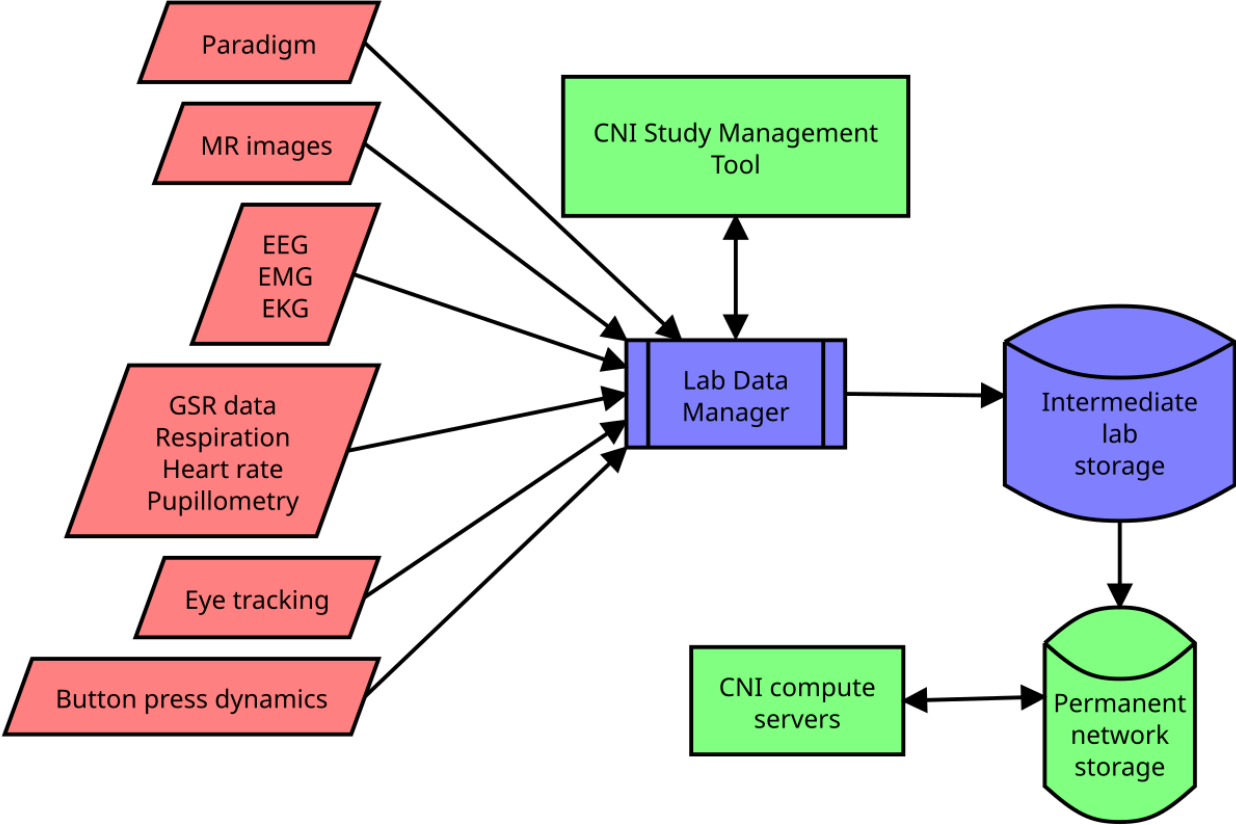 Paradigm
MR images
EEG
EMG
EKG
GSR data
Respiration
Heart rate
Pupillometry
Eye tracking
Button press dynamics
CNI Study Management
Tool
Lab Data
Manager
Intermediate
lab
storage
CNI compute
servers
Permanent
network
storage